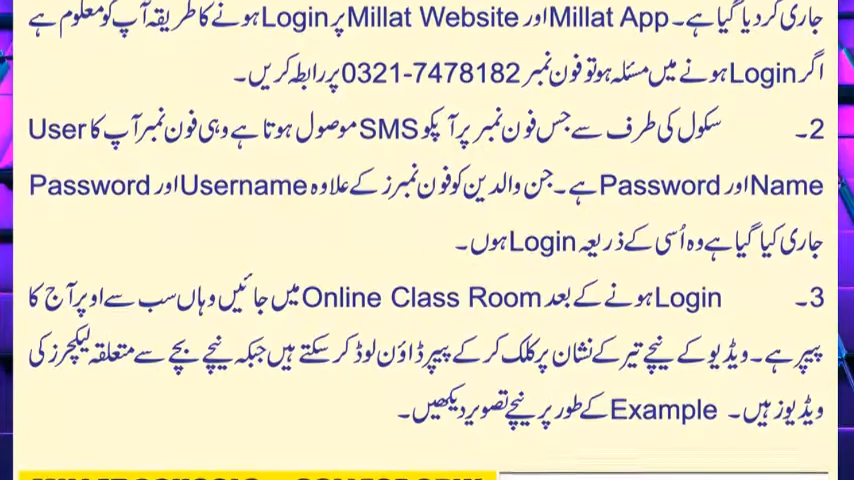 جاری کر دیا گیا ہے۔ Millat App اور Millat Website پر Login ہونے کا طریقہ آپ کو معلوم ہے
اگر Login ہونے میں مسئلہ ہو تو فون نمبر 0321-7478182 پر رابطہ کریں۔
2۔ سکول کی طرف سے جس فون نمبر پر آپکو SMS موصول ہوتا ہے وہی فون نمبر آپ کا User
Name اور Password ہے۔ جن والدین کو فون نمبرز کے علاوہ Username اور Password
جاری کیا گیا ہے وہ اُسی کے ذریعہ Login ہوں۔
3۔ Login ہونے کے بعد Online Class Room میں جائیں وہاں سب سے اوپر آج کا
پیپر ہے۔ ویڈیو کے نیچے تیر کے نشان پر کلک کر کے پیپر ڈاؤن لوڈ کر سکتے ہیں جبکہ نیچے بچے سے متعلقہ لیکچرز کی
ویڈیوز ہیں۔ Example کے طور پر نیچے تصویر دیکھیں۔